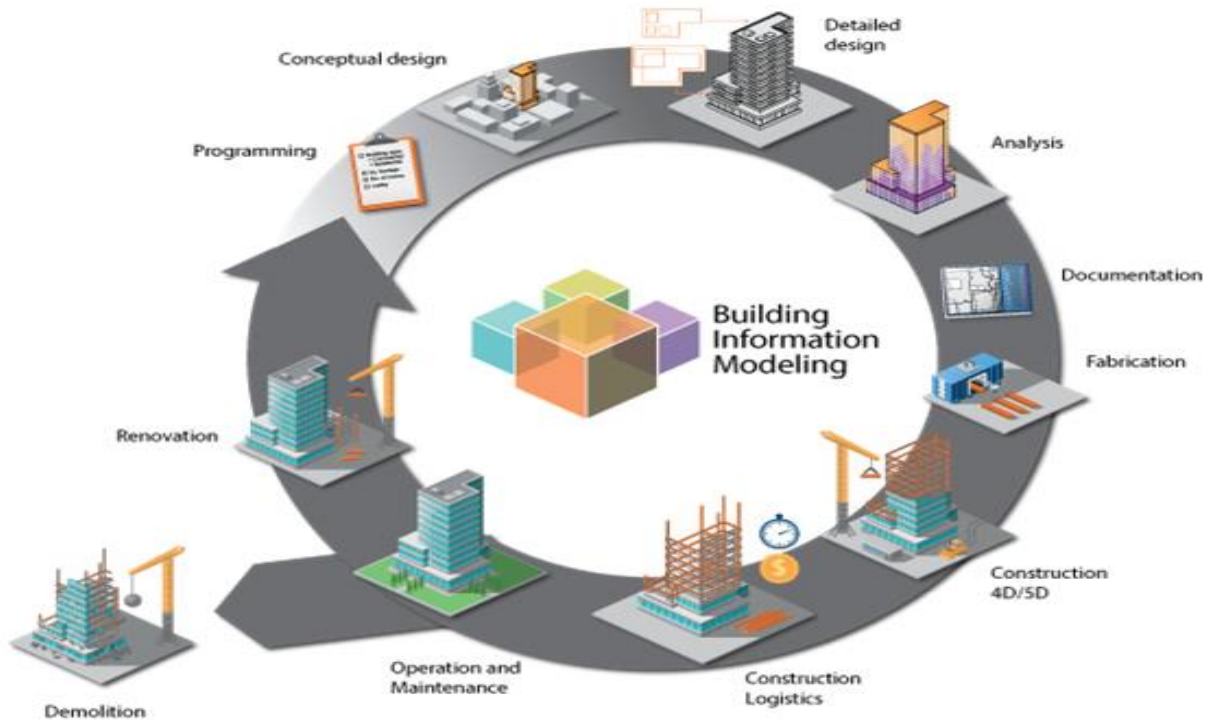 Detailed
design
Conceptual design
Programming
Analysis
Documentation
Building
Information
Modeling
Fabrication
Renovation
Construction
4D/5D
Operation and
Maintenance
Construction
Logistics
Demolition
$